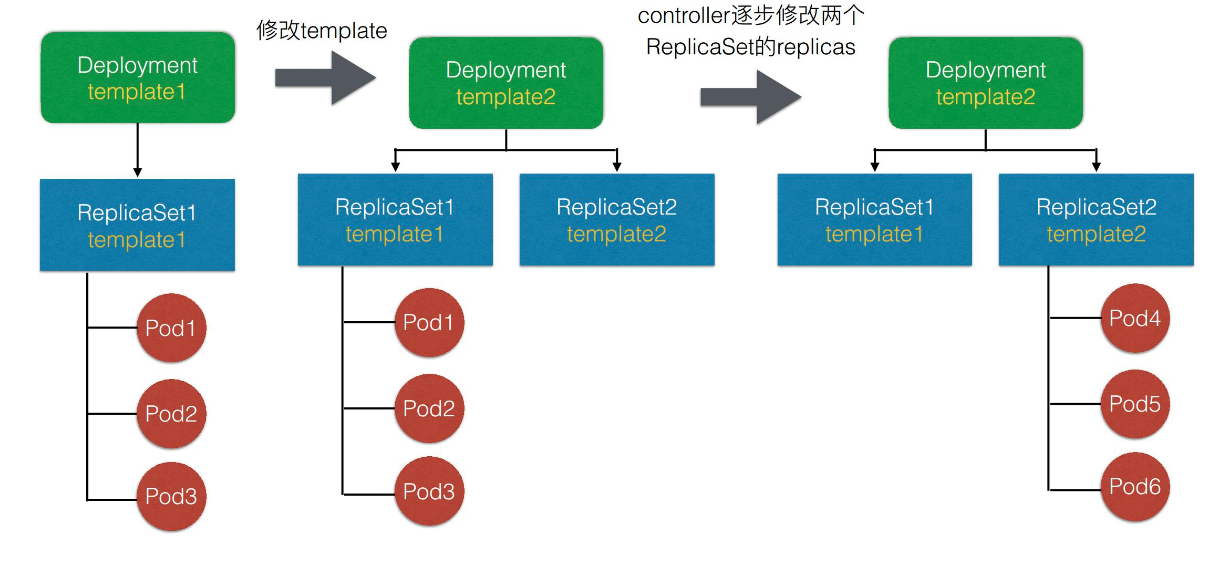 Deployment
template1
ReplicaSet1
template1
Pod1
Pod2
Pod3
修改template
Deployment
template2
ReplicaSet1
template1
ReplicaSet2
template2
Pod1
Pod2
Pod3
controller逐步修改两个
ReplicaSet的replicas
Deployment
template2
ReplicaSet1
template1
ReplicaSet2
template2
Pod4
Pod5
Pod6